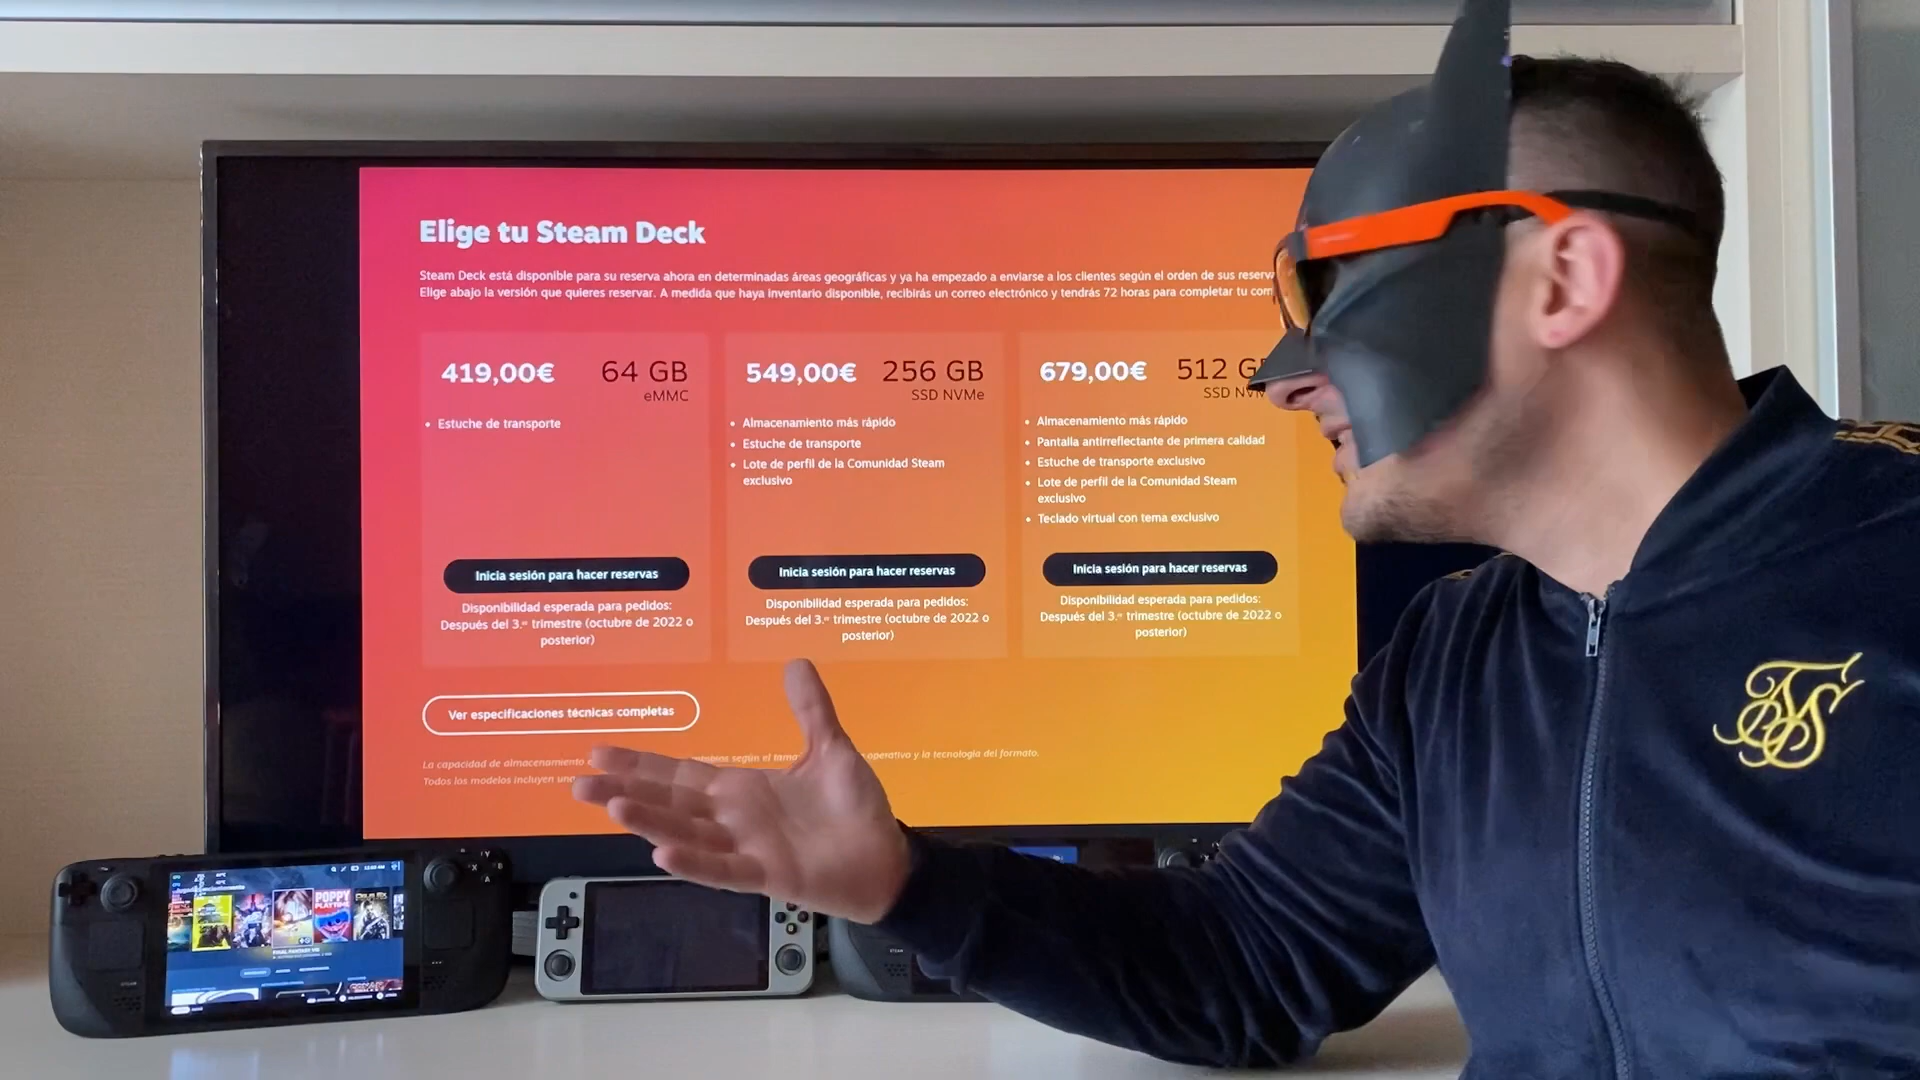 Elige tu Steam Deck
Steam Deck está disponible para su reserva ahora en determinadas áreas geográficas y ya ha empezado a enviarse a los clientes según el orden de sus
Elige abajo la versión que quieres reservar. A medida que haya inventario disponible, recibirás un correo electrónico y tendrás 72 horas para completar tu
419,00€ 64 GB
eMMC
• Estuche de transporte
Inicia sesión para hacer reservas
Disponibilidad esperada para pedidos:
Después del 3.er trimestre (octubre de 2022 o
posterior)
549,00€ 256 GB
SSD NVMe
• Almacenamiento más rápido
• Estuche de transporte
• Lote de perfil de la Comunidad Steam
exclusivo
Inicia sesión para hacer reservas
Disponibilidad esperada para pedidos:
Después del 3.er trimestre (octubre de 2022 o
posterior)
679,00€ 512
SSD
• Almacenamiento más rápido
• Pantalla antirreflectante de primera calidad
• Estuche de transporte exclusivo
• Lote de perfil de la Comunidad Steam
exclusivo
• Teclado virtual con tema exclusivo
Inicia sesión para hacer reservas
Disponibilidad esperada para pedidos:
Después del 3.er trimestre (octubre de 2022 o
posterior)
Ver especificaciones técnicas completas
La capacidad de almacenamiento según el operativo y la tecnología del formato.
Todos los modelos incluyen
POPPY
PLAYTIME
STEAM